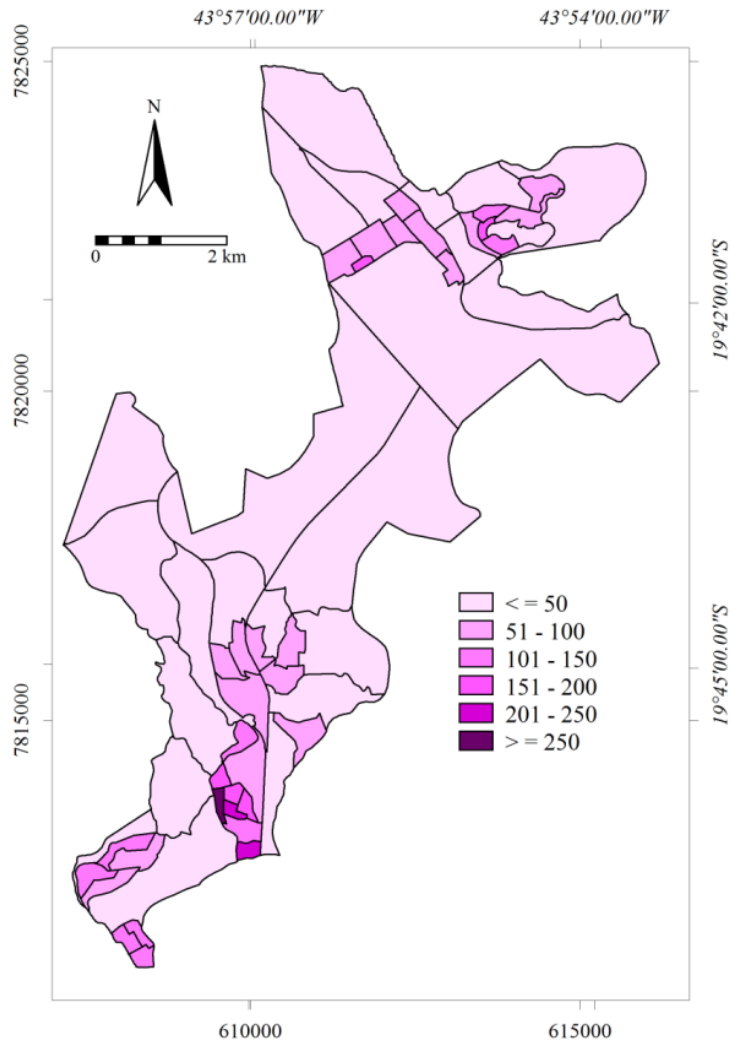 43°57'00.00"W 43°54'00.00"W
7825000
N
0 2 km
19°42'00.00"S
7820000
< = 50
51 - 100
101 - 150
151 - 200
201 - 250
> = 250
19°45'00.00"S
7815000
610000 615000